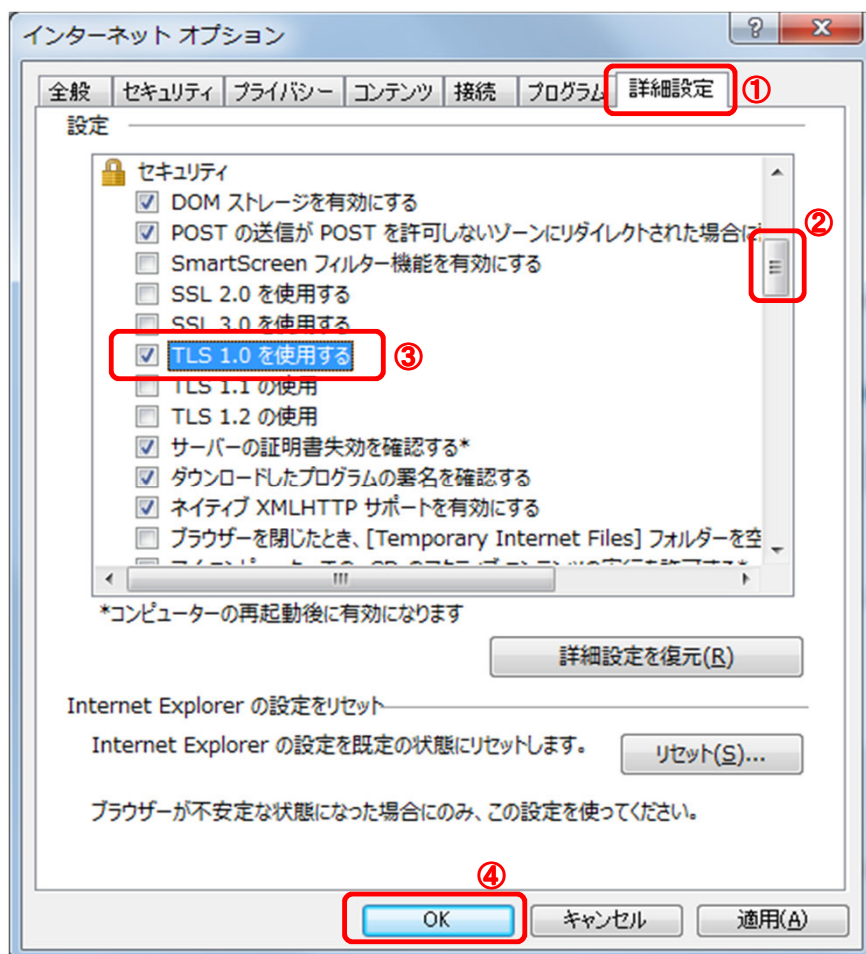 インターネット オプション
全般 セキュリティ プライバシー コンテンツ 接続 プログラム 詳細設定 ①
設定
セキュリティ
DOM ストレージを有効にする
POST の送信が POST を許可しないゾーンにリダイレクトされた場合に ②
SmartScreen フィルター機能を有効にする
SSL 2.0 を使用する
SSL 3.0 を使用する
TLS 1.0 を使用する ③
TLS 1.1 の使用
TLS 1.2 の使用
サーバーの証明書失効を確認する*
ダウンロードしたプログラムの署名を確認する
ネイティブ XMLHTTP サポートを有効にする
ブラウザーを閉じたとき、[Temporary Internet Files] フォルダーを空
*コンピューターの再起動後に有効になります
詳細設定を復元(R)
Internet Explorer の設定をリセット
Internet Explorer の設定を既定の状態にリセットします。
リセット(S)...
ブラウザーが不安定な状態になった場合にのみ、この設定を使ってください。
④
OK キャンセル 適用(A)